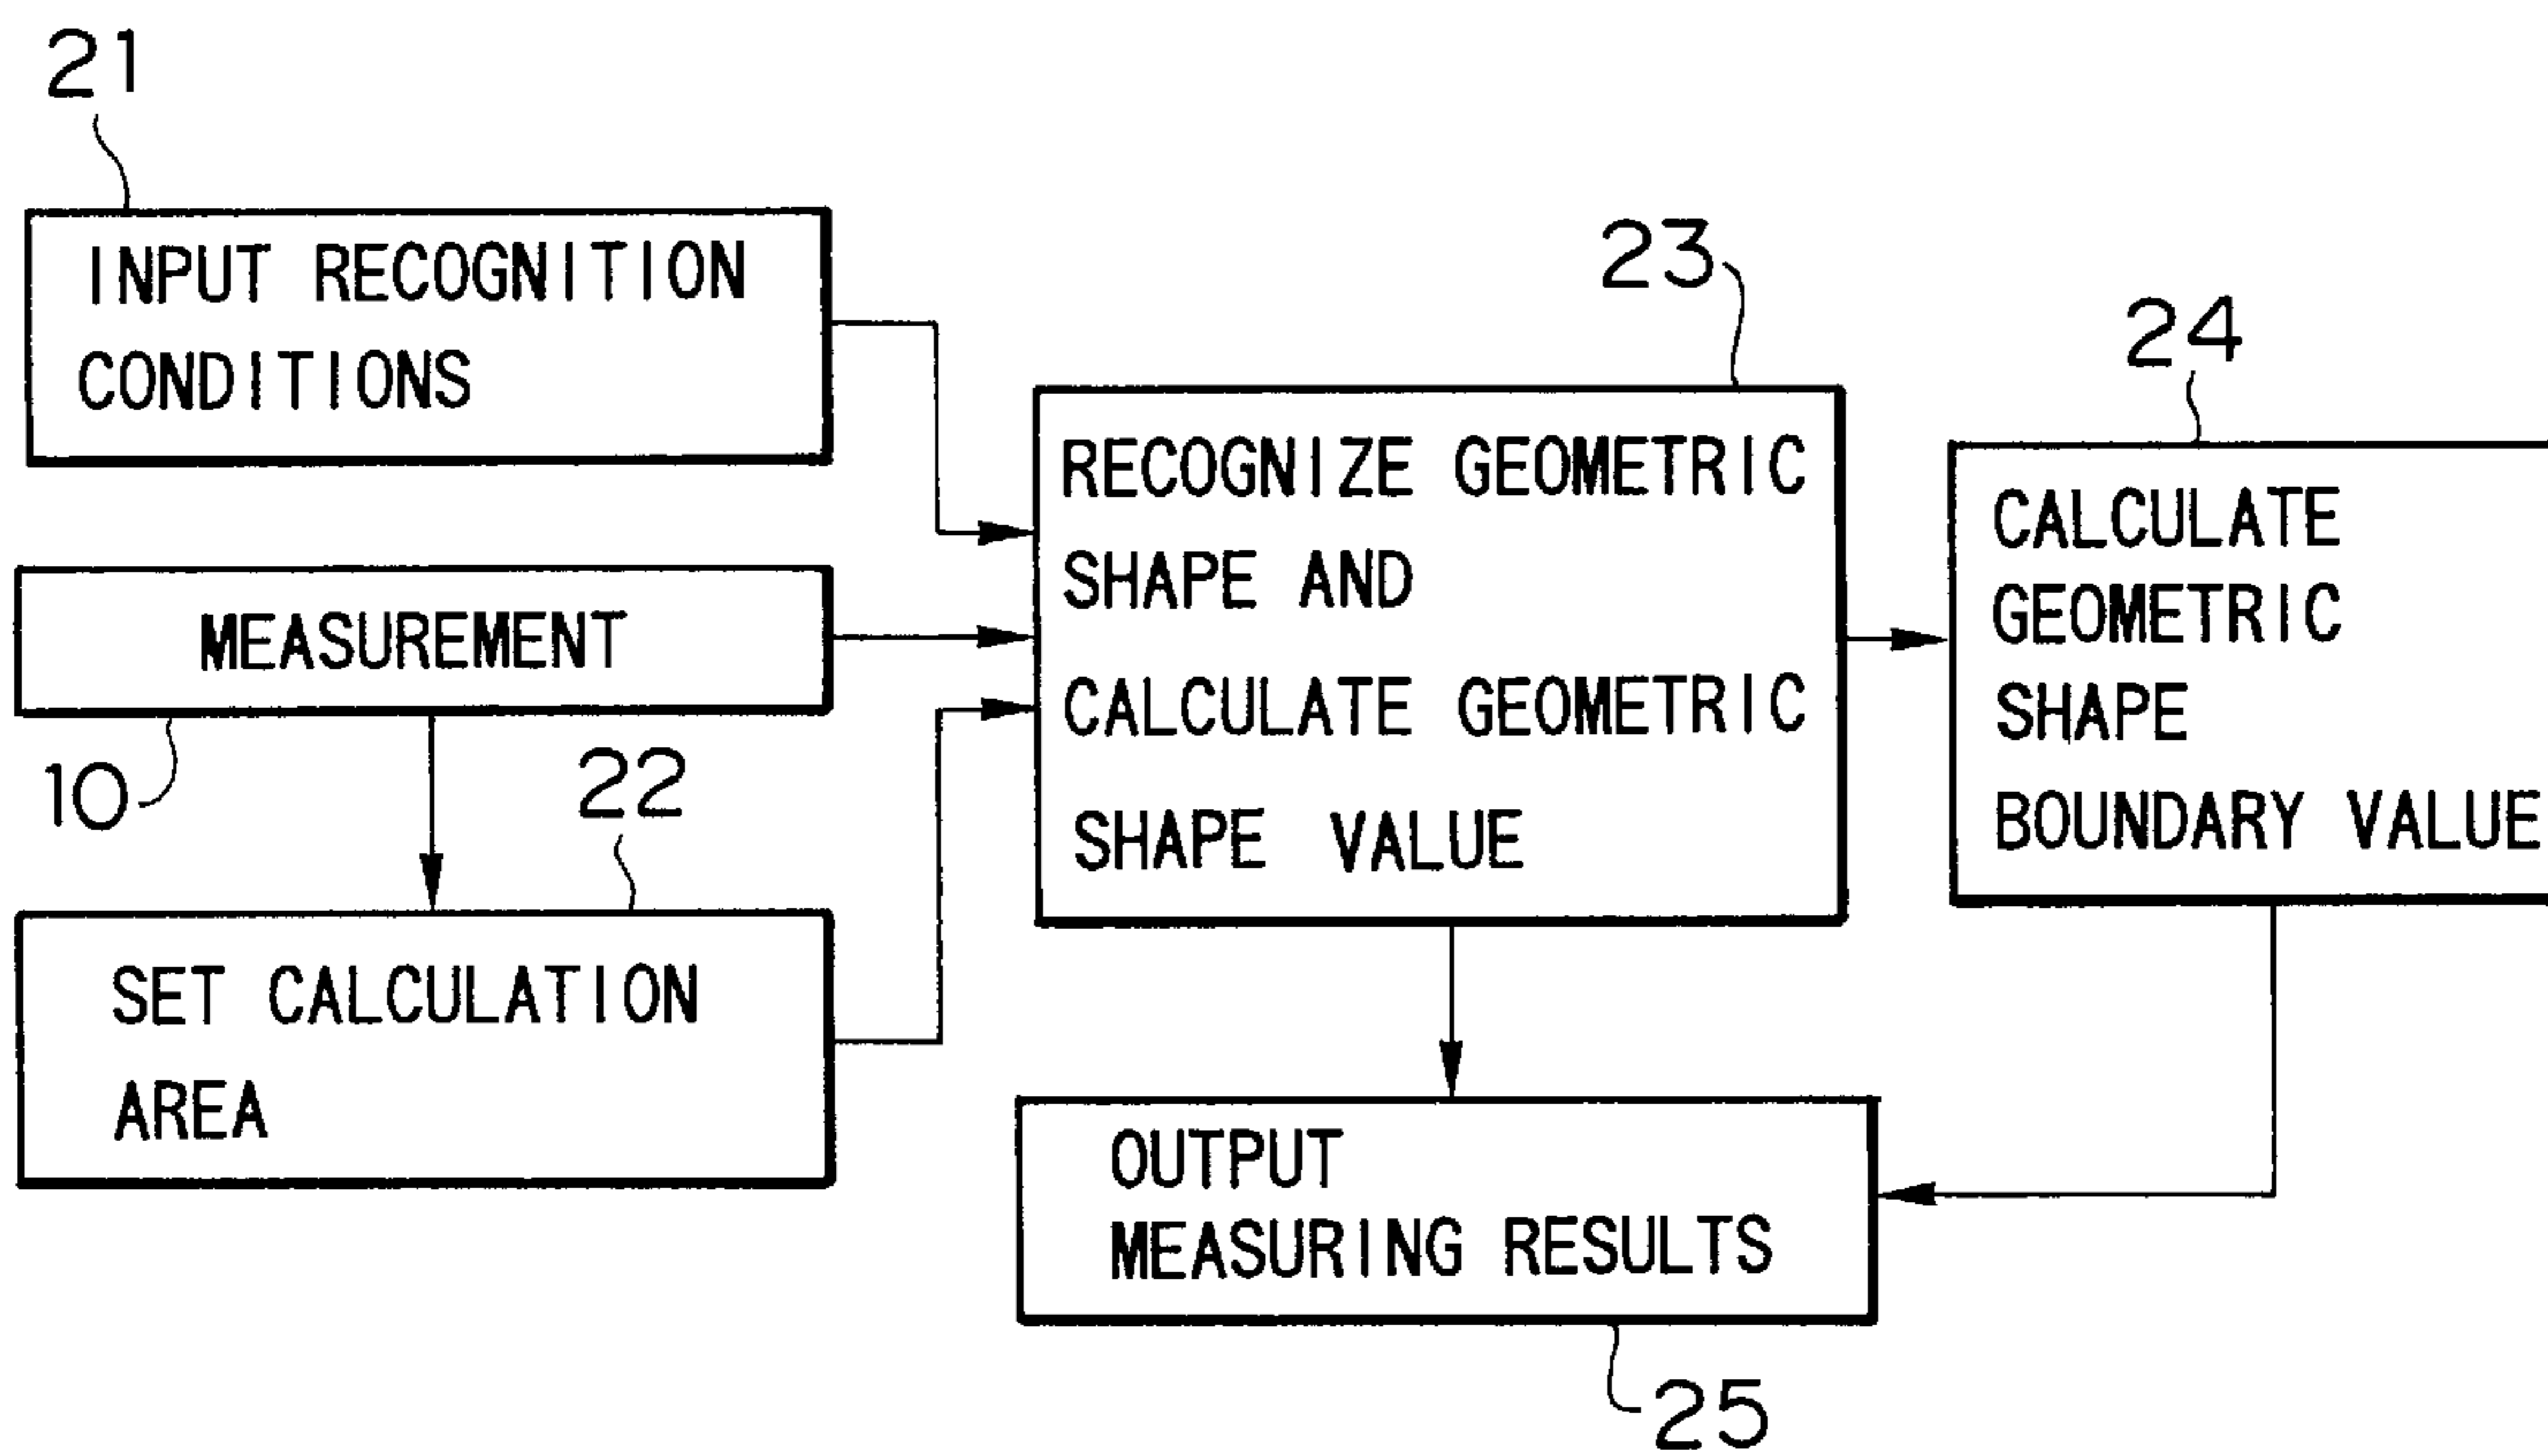 21
INPUT RECOGNITION
CONDITIONS
MEASUREMENT
10
22
SET CALCULATION
AREA
23
RECOGNIZE GEOMETRIC
SHAPE AND
CALCULATE GEOMETRIC
SHAPE VALUE
24
CALCULATE
GEOMETRIC
SHAPE
BOUNDARY VALUE
OUTPUT
MEASURING RESULTS
25